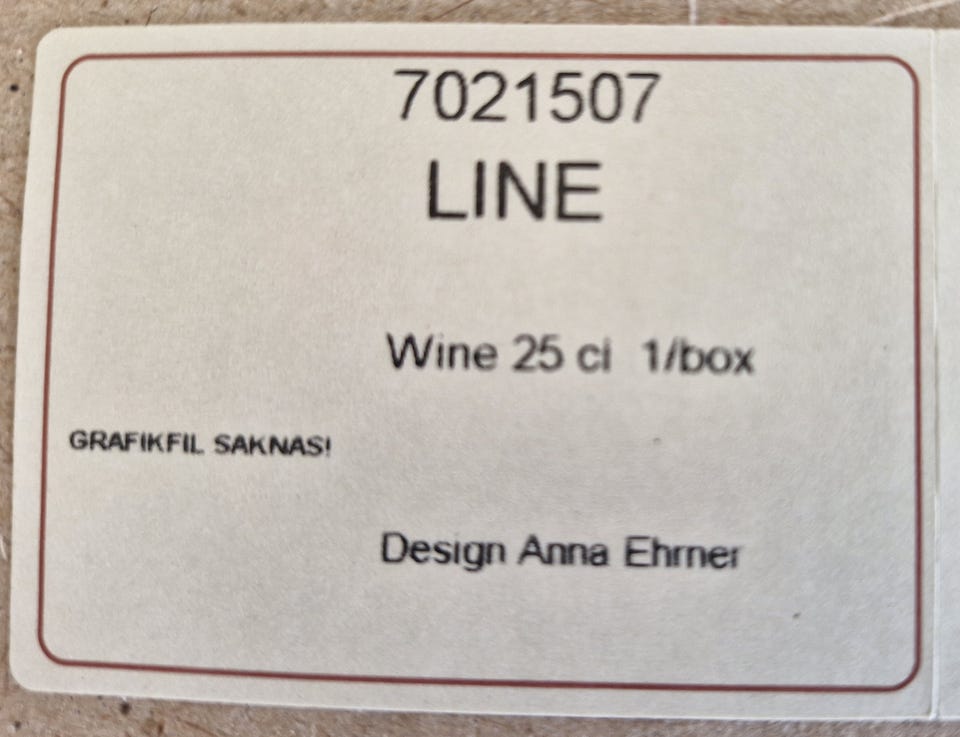 7021507
LINE
Wine 25 cl 1/box
GRAFIKFIL SAKNAS!
Design Anna Ehrner